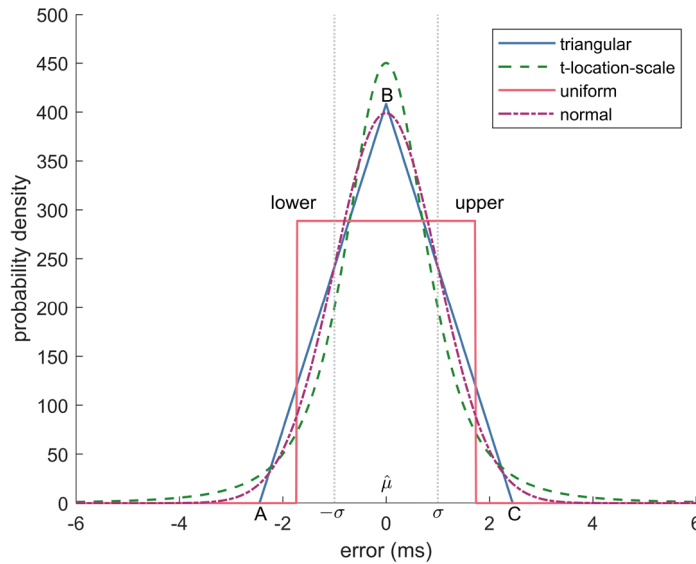 triangular
t-location-scale
uniform
normal
500
450
400
350
300
250
200
150
100
50
0
probability density
B
lower
upper
A
−σ
μ̂
σ
C
-6
-4
-2
0
2
4
6
error (ms)